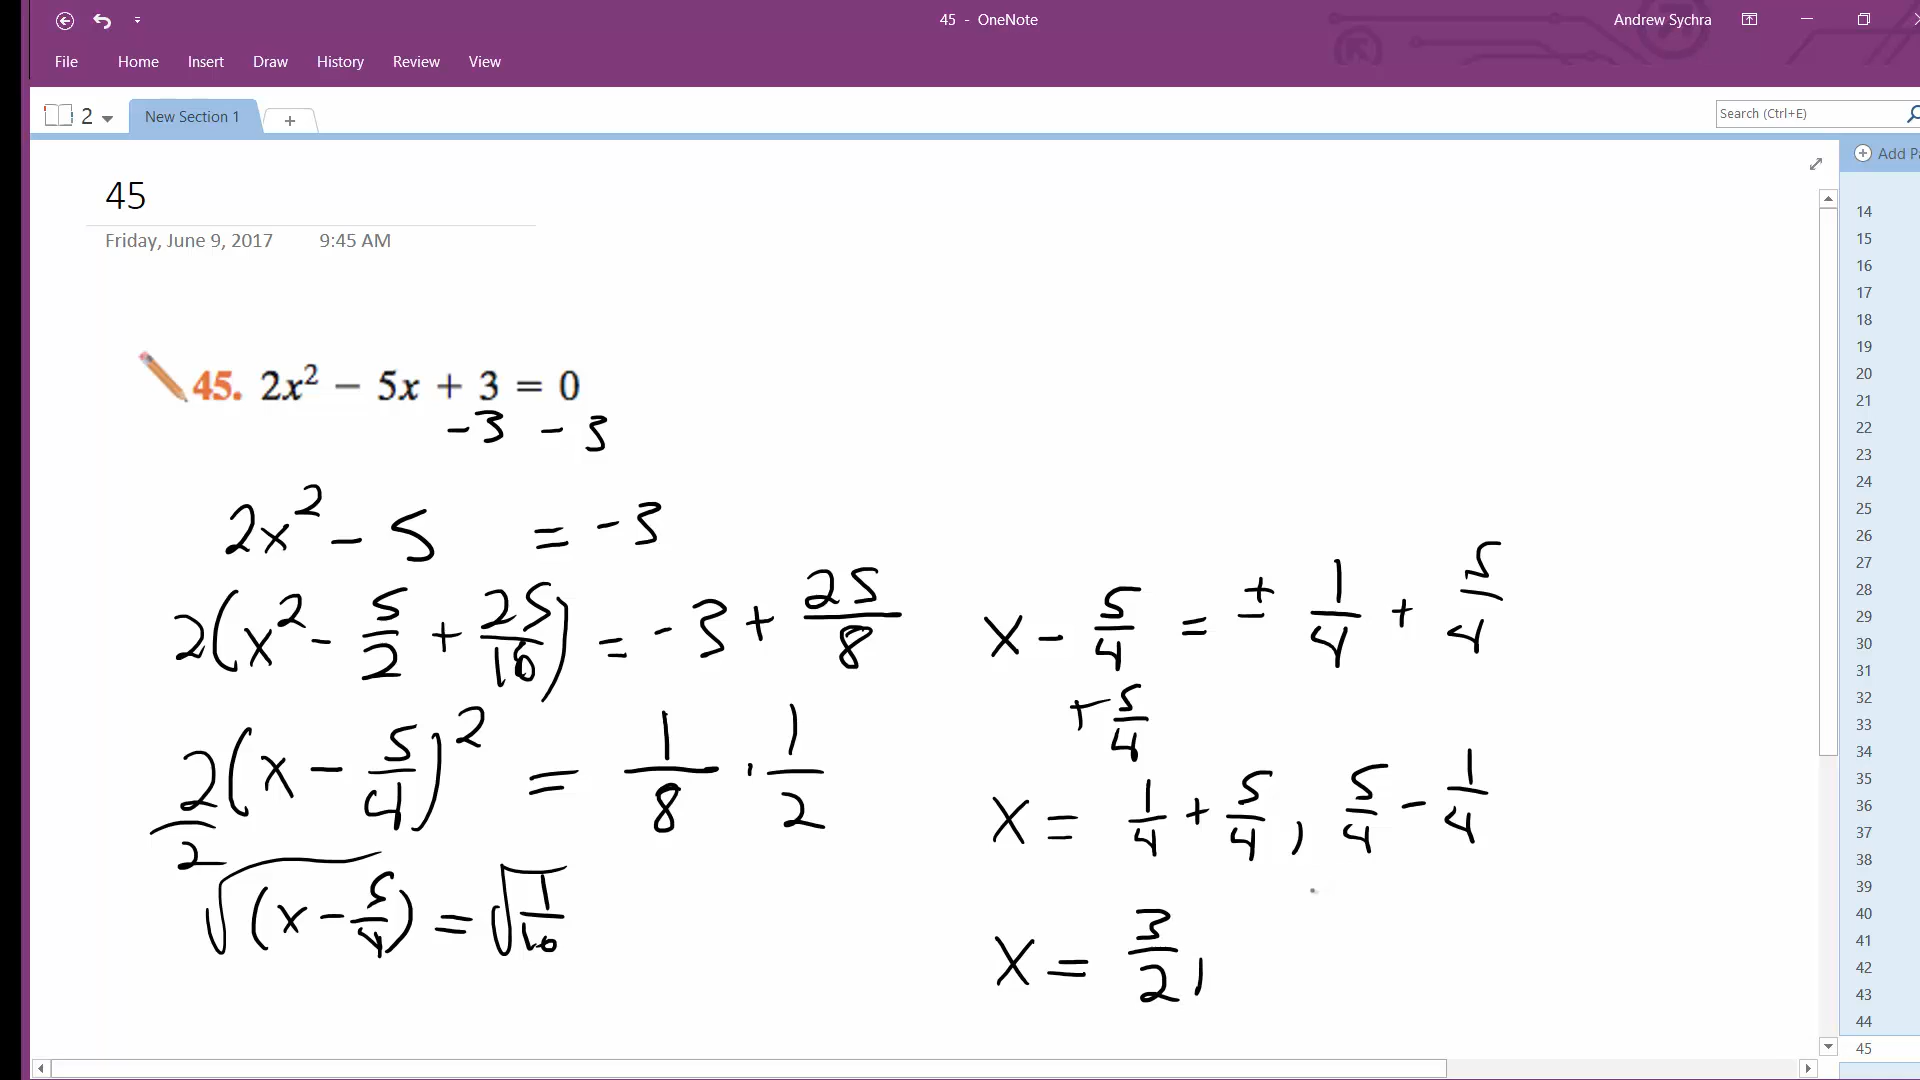 45 - OneNote
Andrew Sychra
File Home Insert Draw History Review View
2 New Section 1 +
Search (Ctrl+E)
Add Pa
45
Friday, June 9, 2017 9:45 AM
45. 2x² − 5x + 3 = 0
-3 -3
2x² - 5 = -3
2(x² - 5/2 + 25/16) = -3 + 25/8
2(x - 5/4)² = 1/8 · 1/2
2
√(x - 5/4) = √1/16
x - 5/4 = ± 1/4 + 5/4
+ 5/4
x = 1/4 + 5/4 , 5/4 - 1/4
x = 3/2 ,
14
15
16
17
18
19
20
21
22
23
24
25
26
27
28
29
30
31
32
33
34
35
36
37
38
39
40
41
42
43
44
45